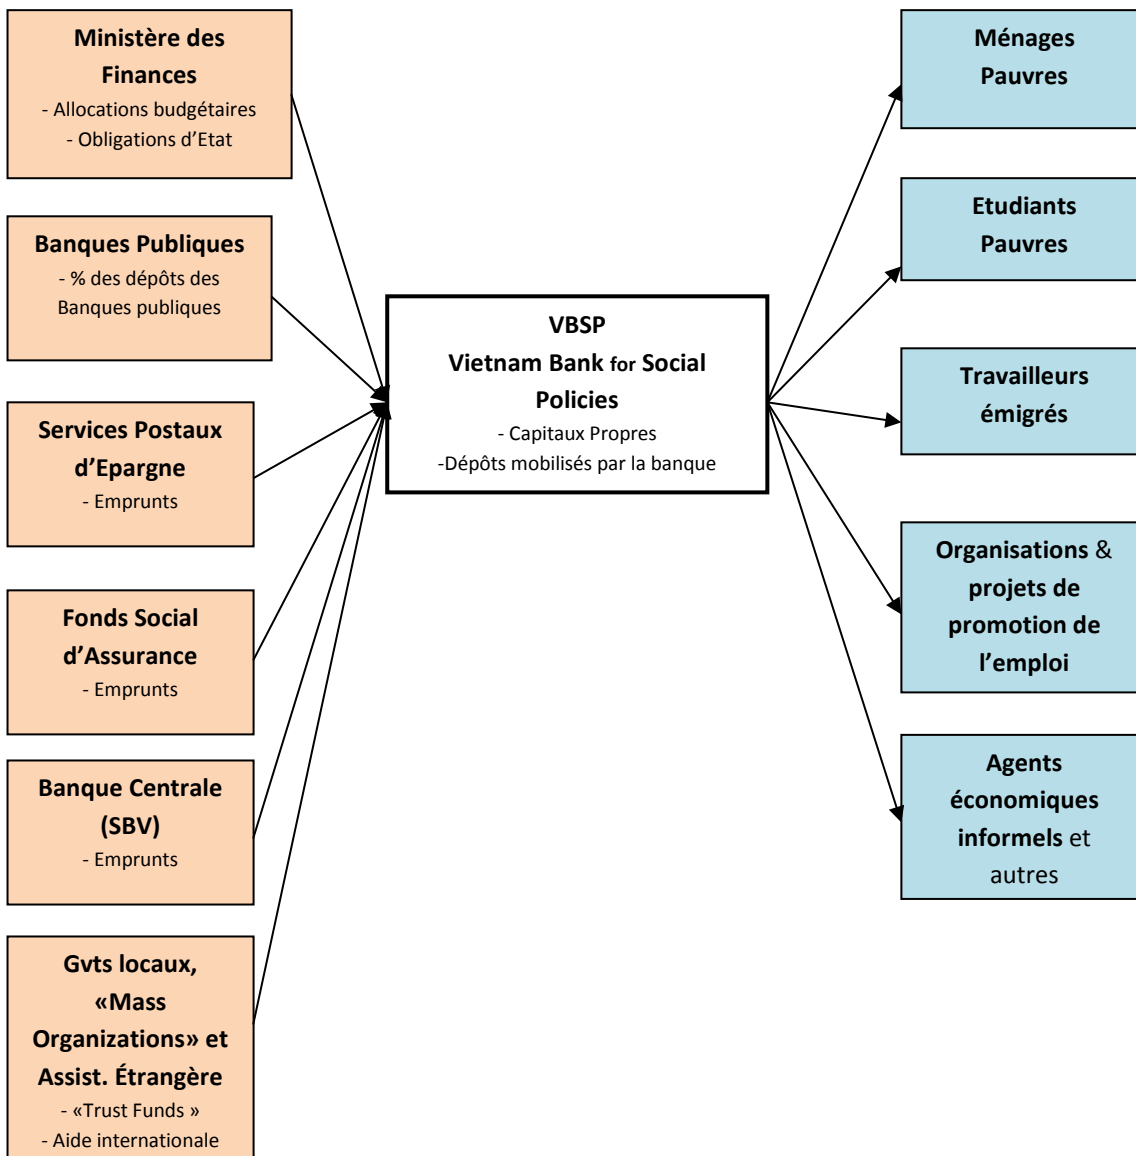 Ministère des
Finances
- Allocations budgétaires
- Obligations d’Etat
Banques Publiques
- % des dépôts des
Banques publiques
Services Postaux
d’Epargne
- Emprunts
Fonds Social
d’Assurance
- Emprunts
Banque Centrale
(SBV)
- Emprunts
Gvts locaux,
«Mass
Organizations» et
Assist. Étrangère
- «Trust Funds »
- Aide internationale
VBSP
Vietnam Bank for Social
Policies
- Capitaux Propres
-Dépôts mobilisés par la banque
Ménages
Pauvres
Etudiants
Pauvres
Travailleurs
émigrés
Organisations &
projets de
promotion de
l’emploi
Agents
économiques
informels et
autres